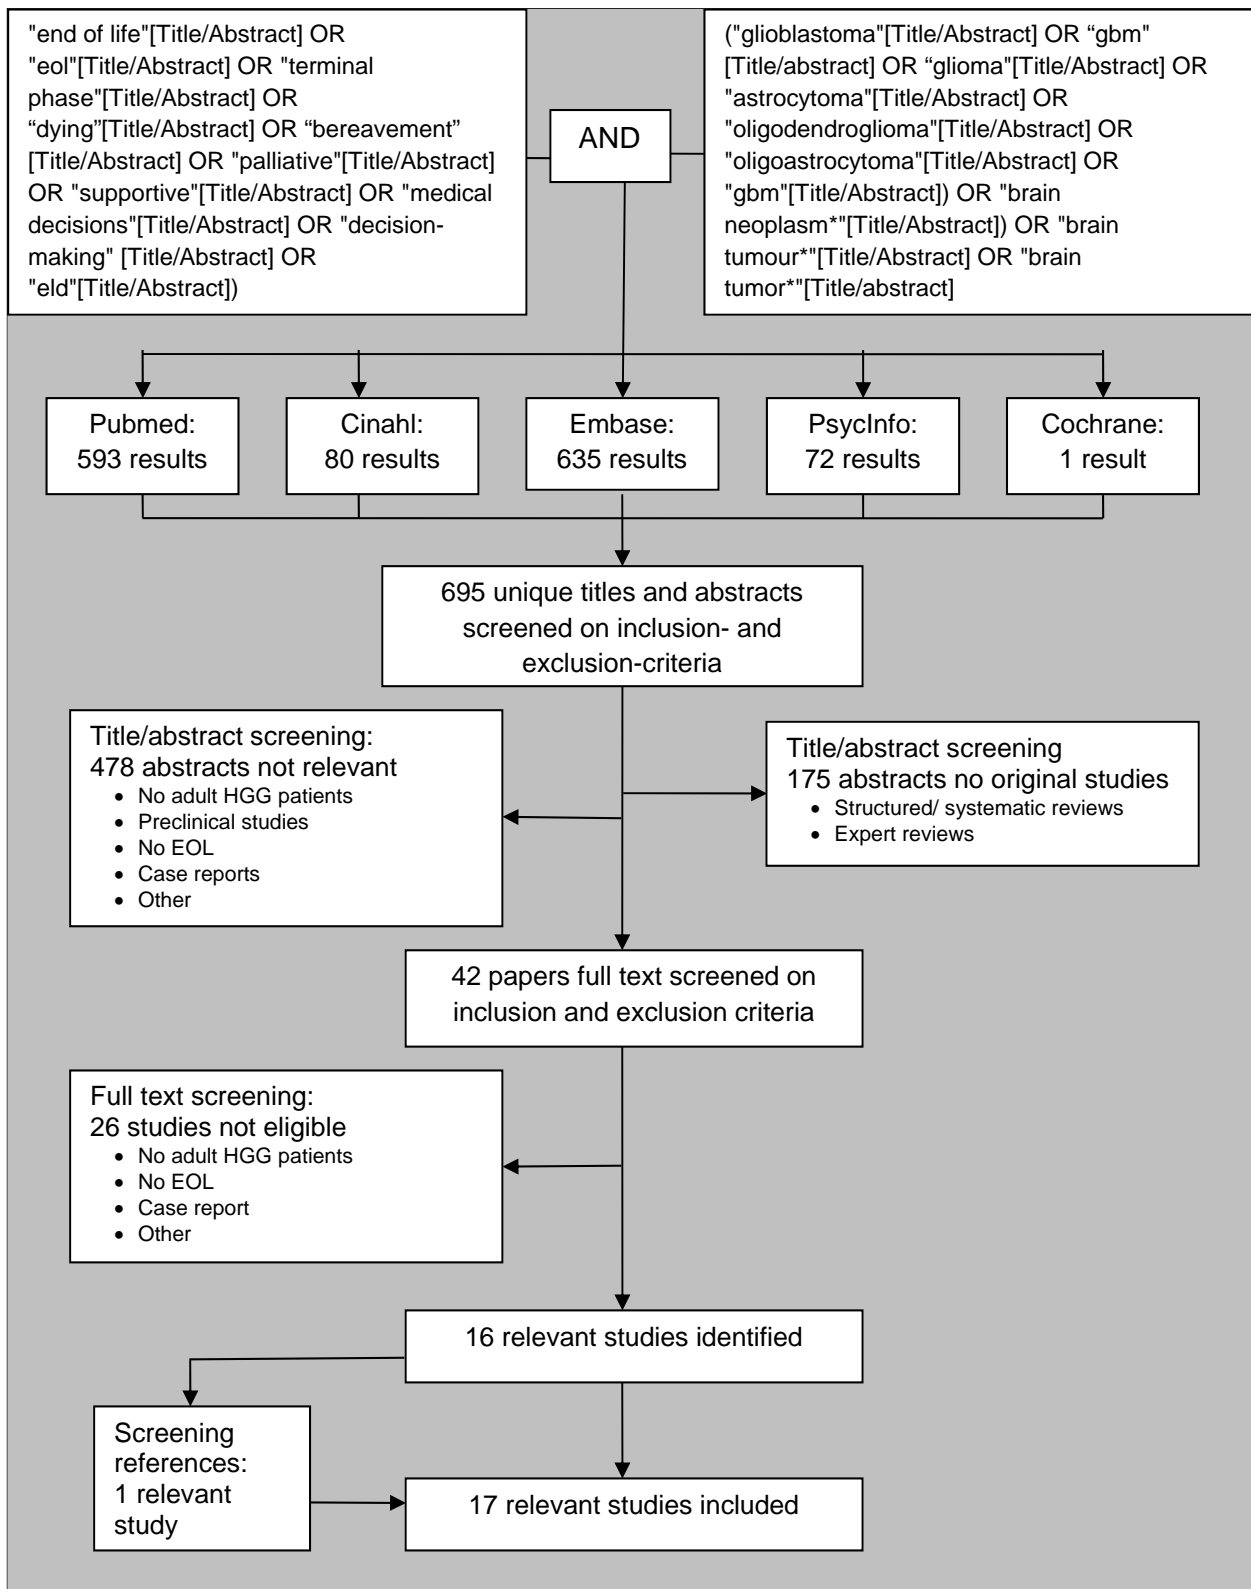 "end of life"[Title/Abstract] OR
"eol"[Title/Abstract] OR "terminal
phase"[Title/Abstract] OR
“dying”[Title/Abstract] OR “bereavement”
[Title/Abstract] OR "palliative"[Title/Abstract]
OR "supportive"[Title/Abstract] OR "medical
decisions"[Title/Abstract] OR "decision-
making" [Title/Abstract] OR
"eld"[Title/Abstract])
AND
("glioblastoma"[Title/Abstract] OR “gbm"
[Title/abstract] OR “glioma"[Title/Abstract] OR
"astrocytoma"[Title/Abstract] OR
"oligodendroglioma"[Title/Abstract] OR
"oligoastrocytoma"[Title/Abstract] OR
"gbm"[Title/Abstract]) OR "brain
neoplasm*"[Title/Abstract]) OR "brain
tumour*"[Title/Abstract] OR "brain
tumor*"[Title/abstract]
Pubmed:
593 results
Cinahl:
80 results
Embase:
635 results
PsycInfo:
72 results
Cochrane:
1 result
695 unique titles and abstracts
screened on inclusion- and
exclusion-criteria
Title/abstract screening:
478 abstracts not relevant
• No adult HGG patients
• Preclinical studies
• No EOL
• Case reports
• Other
Title/abstract screening
175 abstracts no original studies
• Structured/ systematic reviews
• Expert reviews
42 papers full text screened on
inclusion and exclusion criteria
Full text screening:
26 studies not eligible
• No adult HGG patients
• No EOL
• Case report
• Other
16 relevant studies identified
Screening
references:
1 relevant
study
17 relevant studies included